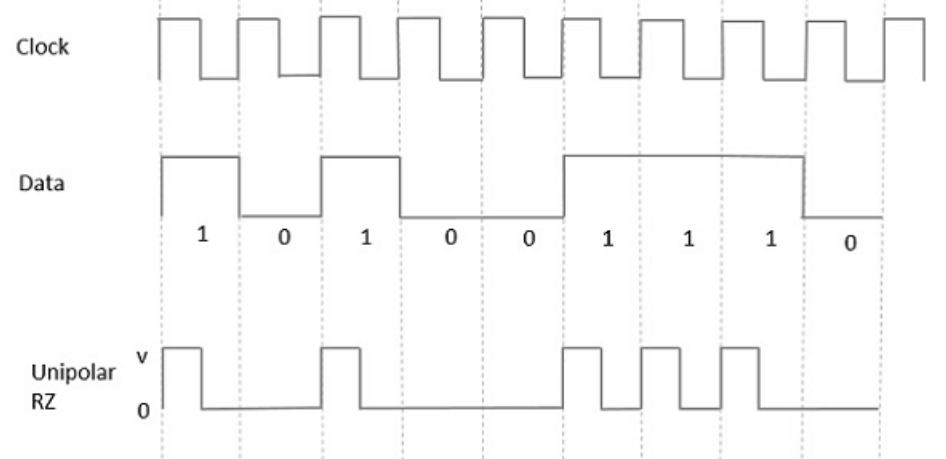 Clock
Data
1 0 1 0 0 1 1 1 0
v
Unipolar
RZ
0